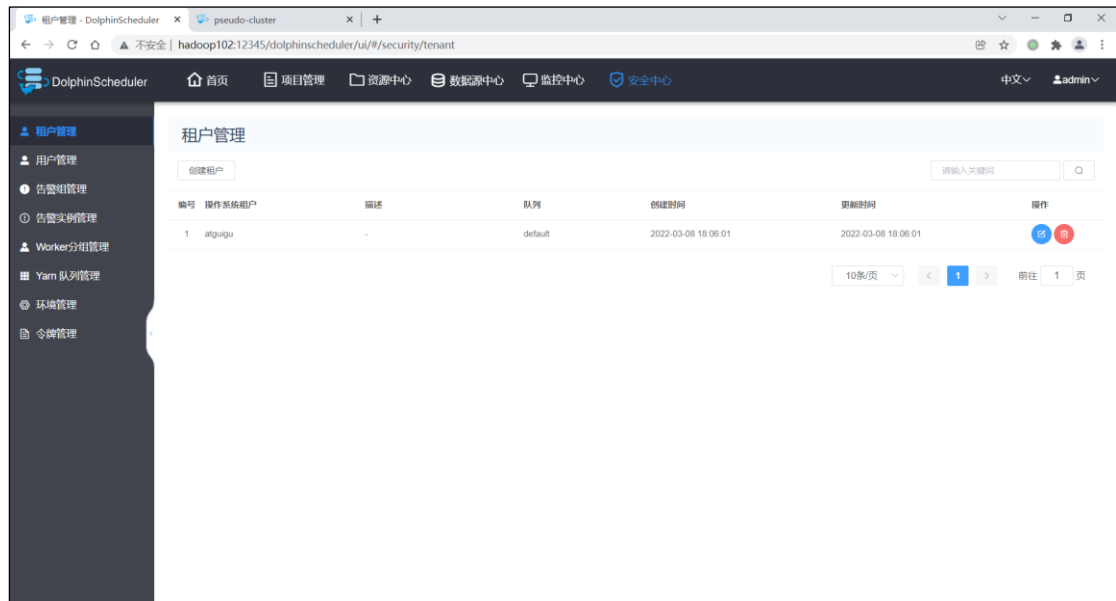 租户管理 - DolphinScheduler
pseudo-cluster
不安全 | hadoop102:12345/dolphinscheduler/ui/#/security/tenant
DolphinScheduler 首页 项目管理 资源中心 数据源中心 监控中心 安全中心 中文 admin
租户管理
用户管理
告警组管理
告警实例管理
Worker分组管理
Yarn 队列管理
环境管理
令牌管理
租户管理
创建租户 请输入关键词
编号 操作系统租户 描述 队列 创建时间 更新时间 操作
1 atguigu - default 2022-03-08 18:06:01 2022-03-08 18:06:01
10条/页 < 1 > 前往 1 页